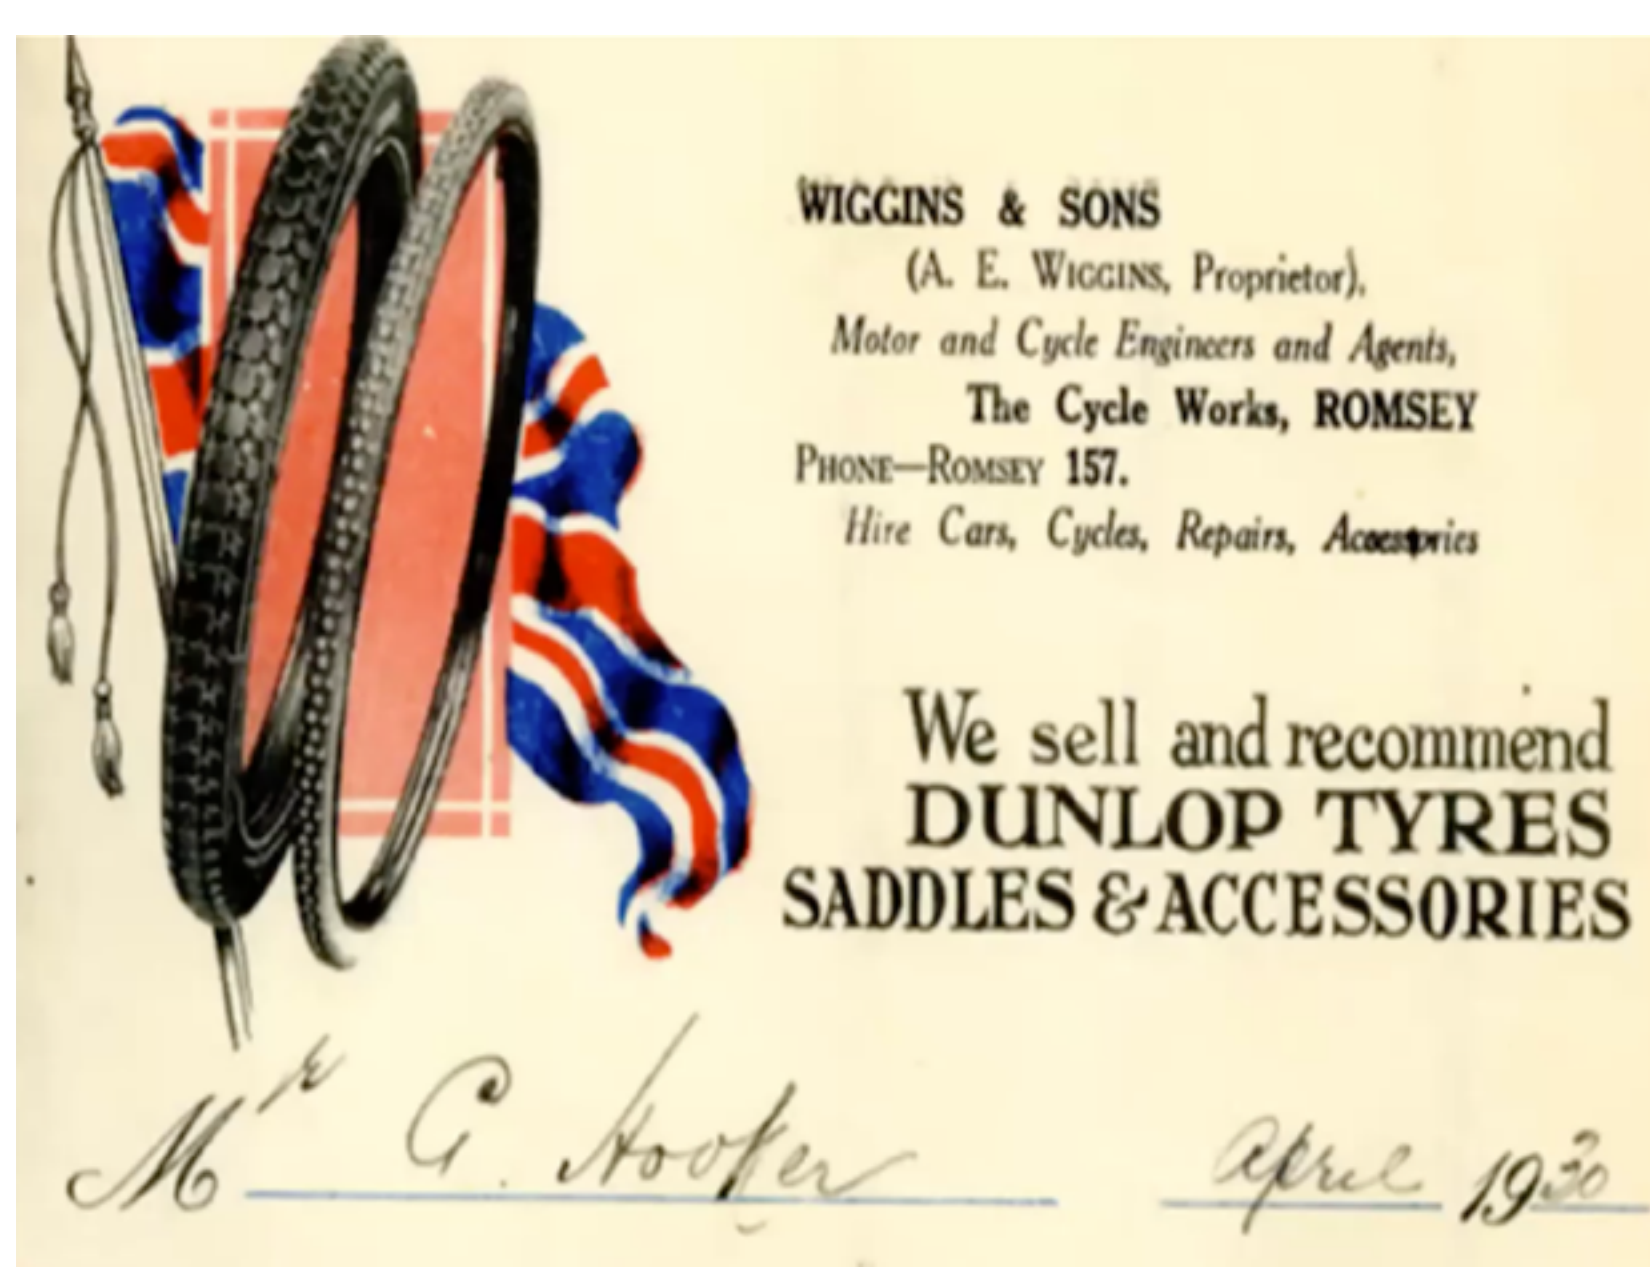 WIGGINS & SONS
(A. E. WIGGINS, Proprietor),
Motor and Cycle Engineers and Agents,
The Cycle Works, ROMSEY
PHONE—ROMSEY 157.
Hire Cars, Cycles, Repairs, Accessories
We sell and recommend
DUNLOP TYRES
SADDLES & ACCESSORIES
Mr G. Hooker April 1930